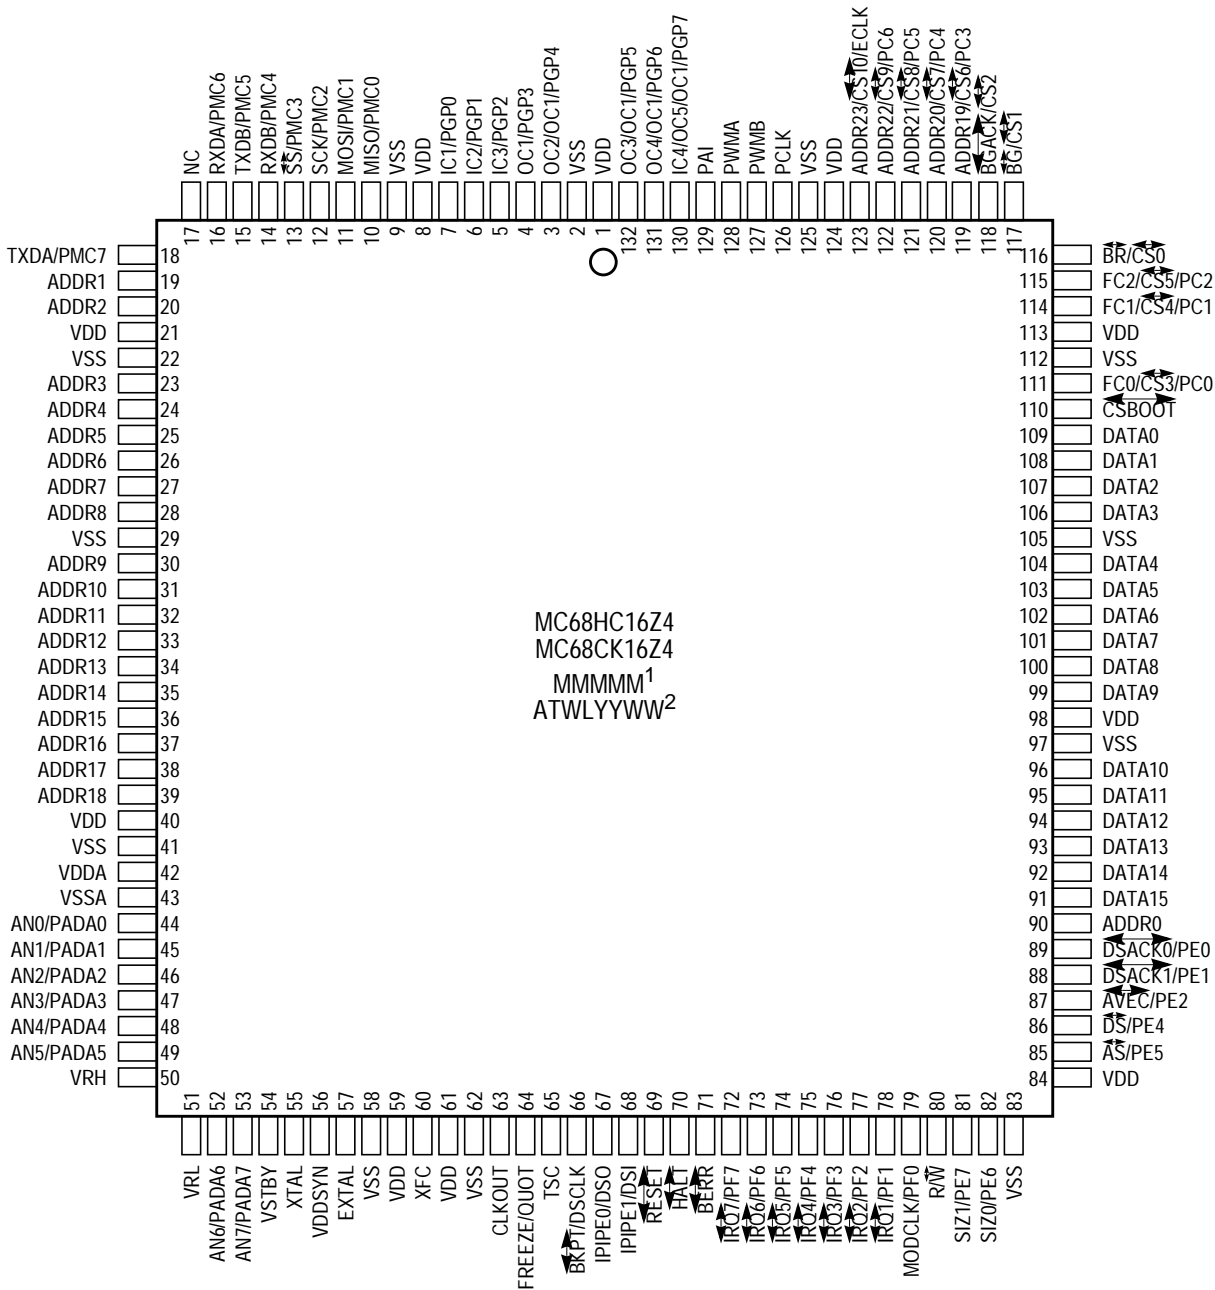 NC
RXDA/PMC6
TXDB/PMC5
RXDB/PMC4
SS/PMC3
SCK/PMC2
MOSI/PMC1
MISO/PMC0
VSS
VDD
IC1/PGP0
IC2/PGP1
IC3/PGP2
OC1/PGP3
OC2/OC1/PGP4
VSS
VDD
OC3/OC1/PGP5
OC4/OC1/PGP6
IC4/OC5/OC1/PGP7
PAI
PWMA
PWMB
PCLK
VSS
VDD
ADDR23/CS10/ECLK
ADDR22/CS9/PC6
ADDR21/CS8/PC5
ADDR20/CS7/PC4
ADDR19/CS6/PC3
BGACK/CS2
BG/CS1
17 16 15 14 13 12 11 10 9 8 7 6 5 4 3 2 1 132 131 130 129 128 127 126 125 124 123 122 121 120 119 118 117
TXDA/PMC7 18
ADDR1 19
ADDR2 20
VDD 21
VSS 22
ADDR3 23
ADDR4 24
ADDR5 25
ADDR6 26
ADDR7 27
ADDR8 28
VSS 29
ADDR9 30
ADDR10 31
ADDR11 32
ADDR12 33
ADDR13 34
ADDR14 35
ADDR15 36
ADDR16 37
ADDR17 38
ADDR18 39
VDD 40
VSS 41
VDDA 42
VSSA 43
AN0/PADA0 44
AN1/PADA1 45
AN2/PADA2 46
AN3/PADA3 47
AN4/PADA4 48
AN5/PADA5 49
VRH 50
MC68HC16Z4
MC68CK16Z4
MMMMM1
ATWLYYWW2
116 BR/CS0
115 FC2/CS5/PC2
114 FC1/CS4/PC1
113 VDD
112 VSS
111 FC0/CS3/PC0
110 CSBOOT
109 DATA0
108 DATA1
107 DATA2
106 DATA3
105 VSS
104 DATA4
103 DATA5
102 DATA6
101 DATA7
100 DATA8
99 DATA9
98 VDD
97 VSS
96 DATA10
95 DATA11
94 DATA12
93 DATA13
92 DATA14
91 DATA15
90 ADDR0
89 DSACK0/PE0
88 DSACK1/PE1
87 AVEC/PE2
86 DS/PE4
85 AS/PE5
84 VDD
51 52 53 54 55 56 57 58 59 60 61 62 63 64 65 66 67 68 69 70 71 72 73 74 75 76 77 78 79 80 81 82 83
VRL
AN6/PADA6
AN7/PADA7
VSTBY
XTAL
VDDSYN
EXTAL
VSS
VDD
XFC
VDD
VSS
CLKOUT
FREEZE/QUOT
TSC
BKPT/DSCLK
IPIPE0/DSO
IPIPE1/DSI
RESET
HALT
BERR
IRQ7/PF7
IRQ6/PF6
IRQ5/PF5
IRQ4/PF4
IRQ3/PF3
IRQ2/PF2
IRQ1/PF1
MODCLK/PF0
R/W
SIZ1/PE7
SIZ0/PE6
VSS